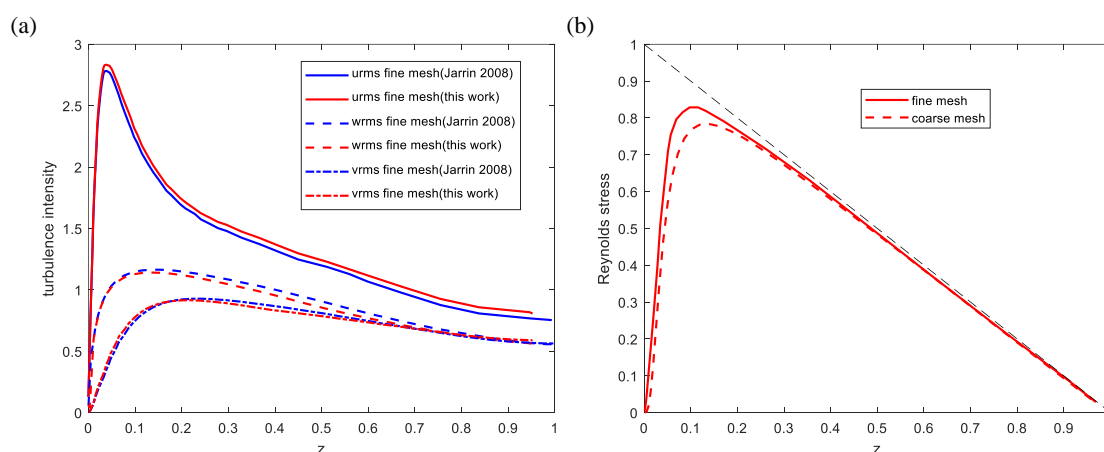 (a)
(b)
3
2.5
2
1.5
1
0.5
0
turbulence intensity
urms fine mesh(Jarrin 2008)
urms fine mesh(this work)
wrms fine mesh(Jarrin 2008)
wrms fine mesh(this work)
vrms fine mesh(Jarrin 2008)
vrms fine mesh(this work)
0 0.1 0.2 0.3 0.4 0.5 0.6 0.7 0.8 0.9 1
z
1
0.9
0.8
0.7
0.6
0.5
0.4
0.3
0.2
0.1
0
Reynolds stress
fine mesh
coarse mesh
0 0.1 0.2 0.3 0.4 0.5 0.6 0.7 0.8 0.9
z